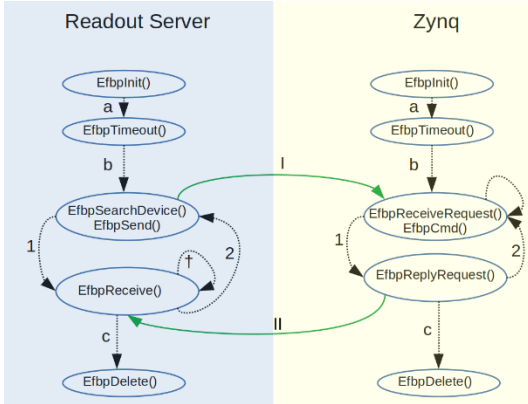 Readout Server
Zynq
EfbpInit()
EfbpInit()
a
a
EfbpTimeout()
EfbpTimeout()
b
b
I
EfbpSearchDevice()
EfbpSend()
EfbpReceiveRequest()
EfbpCmd()
1
2
†
1
2
EfbpReceive()
EfbpReplyRequest()
II
c
c
EfbpDelete()
EfbpDelete()